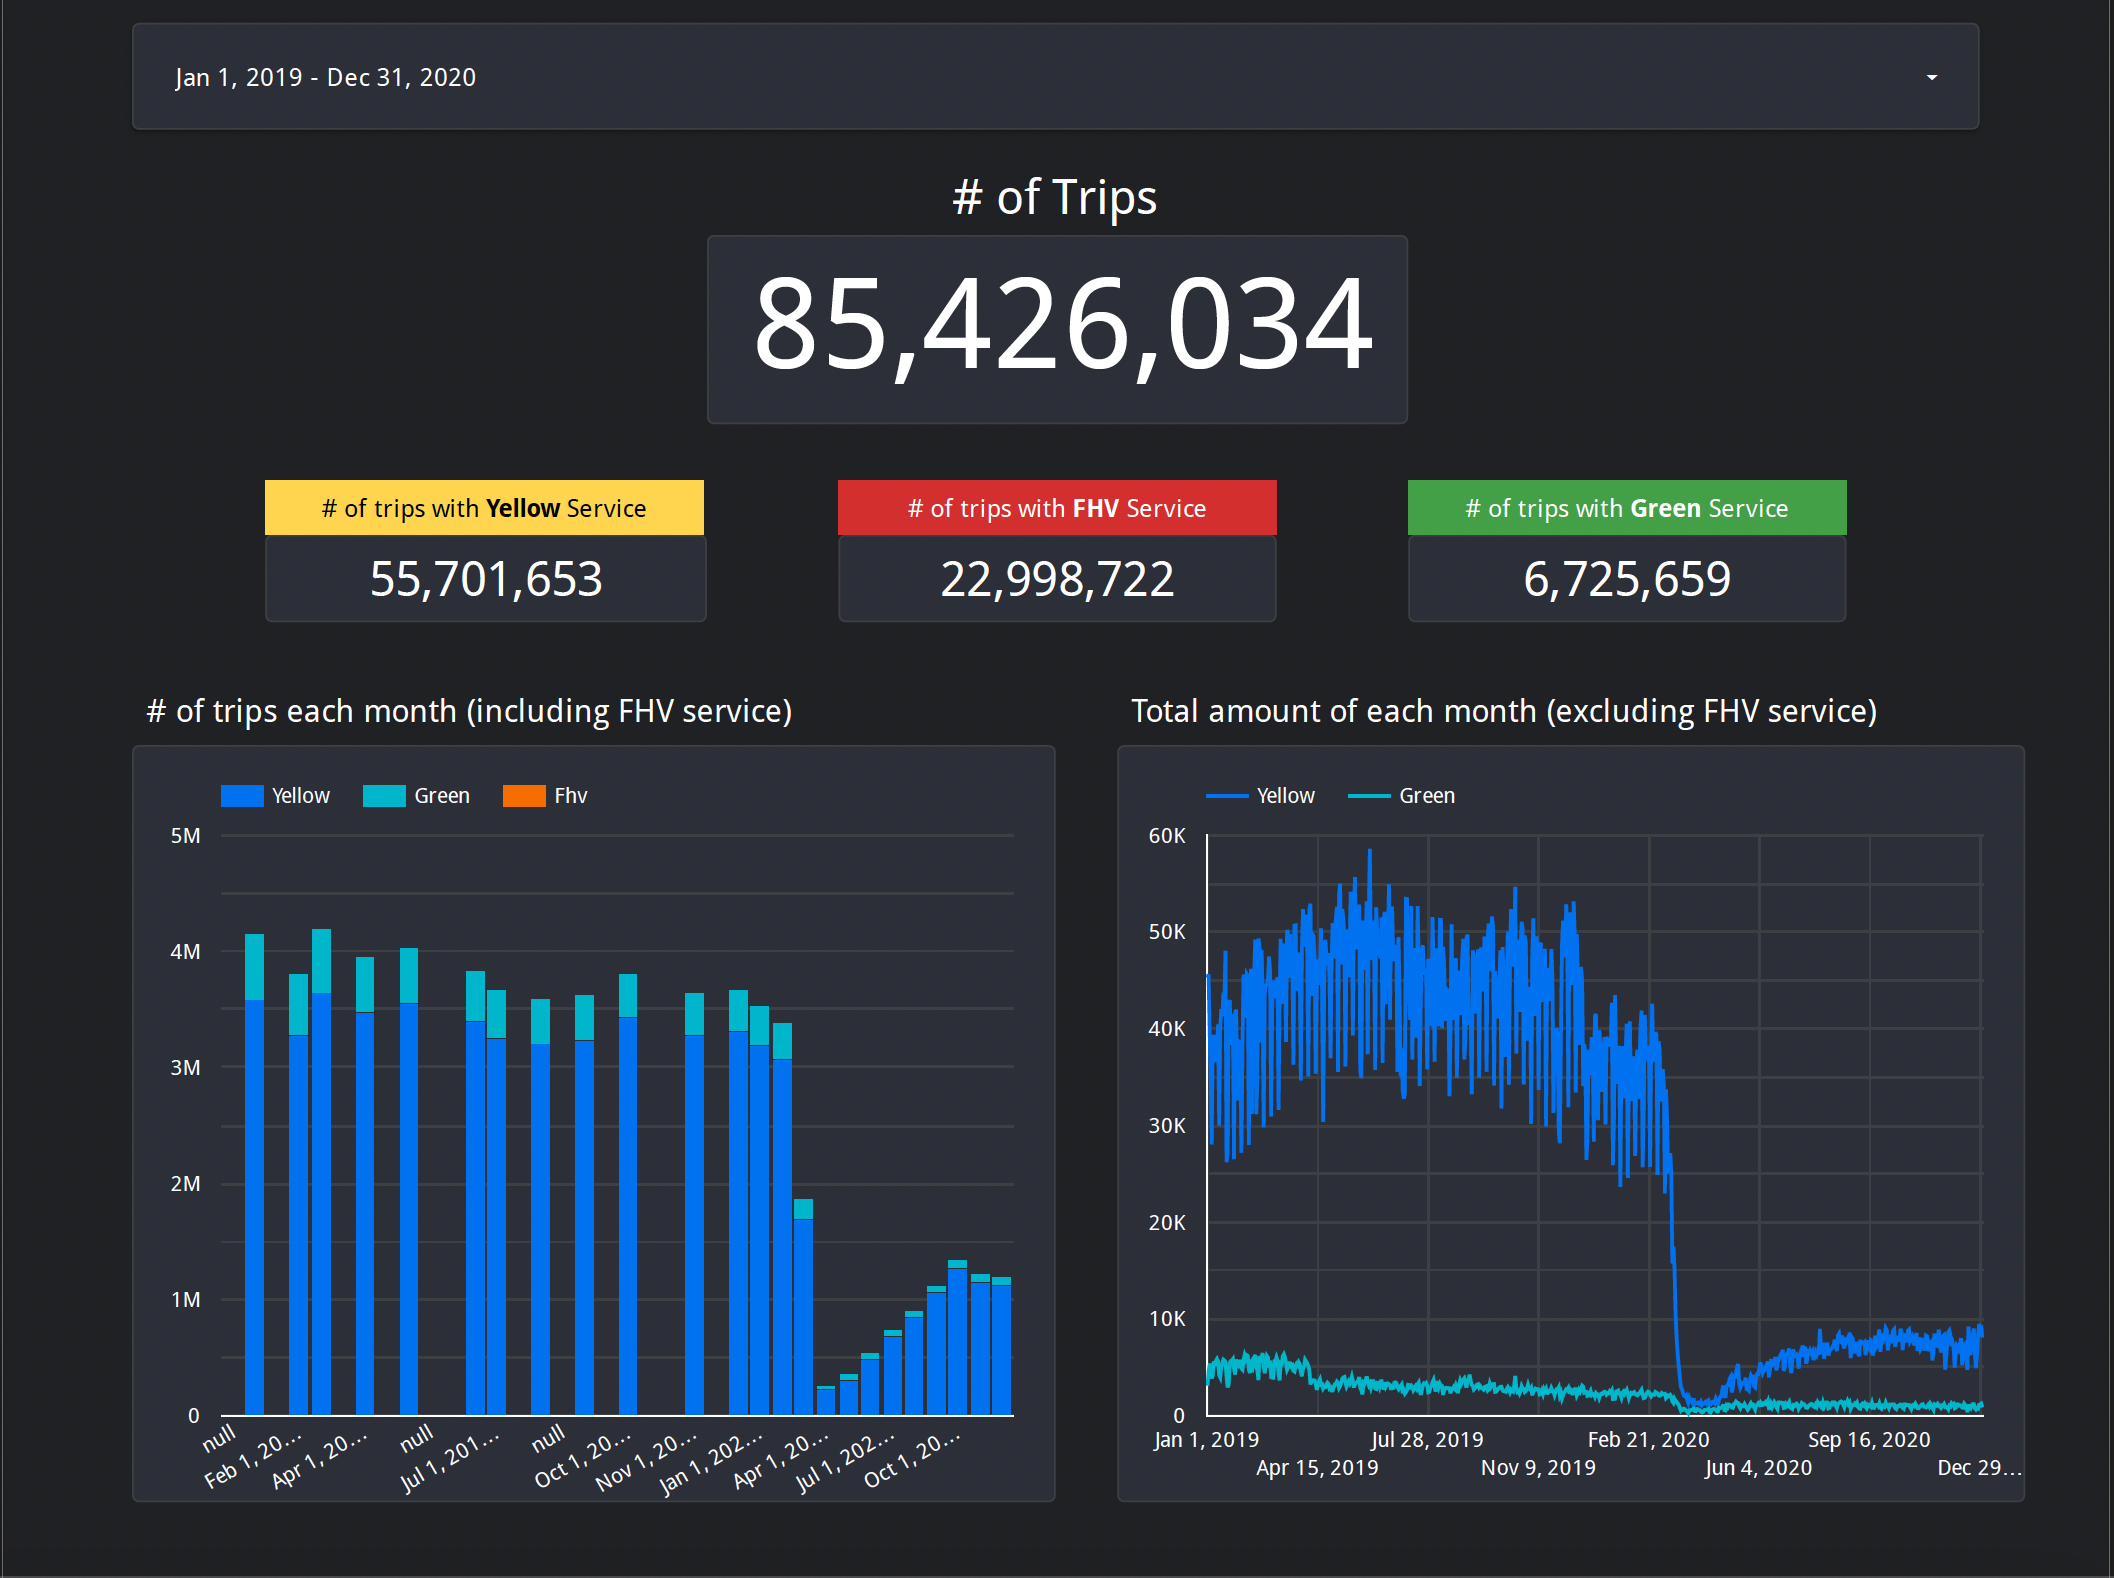 Jan 1, 2019 - Dec 31, 2020
# of Trips
85,426,034
# of trips with Yellow Service
55,701,653
# of trips with FHV Service
22,998,722
# of trips with Green Service
6,725,659
# of trips each month (including FHV service)
Yellow Green Fhv
5M
4M
3M
2M
1M
0
null
Feb 1, 20...
Apr 1, 20...
null
Jul 1, 201...
null
Oct 1, 20...
Nov 1, 20...
Jan 1, 202...
Apr 1, 20...
Jul 1, 202...
Oct 1, 20...
Total amount of each month (excluding FHV service)
Yellow Green
60K
50K
40K
30K
20K
10K
0
Jan 1, 2019
Apr 15, 2019
Jul 28, 2019
Nov 9, 2019
Feb 21, 2020
Jun 4, 2020
Sep 16, 2020
Dec 29...